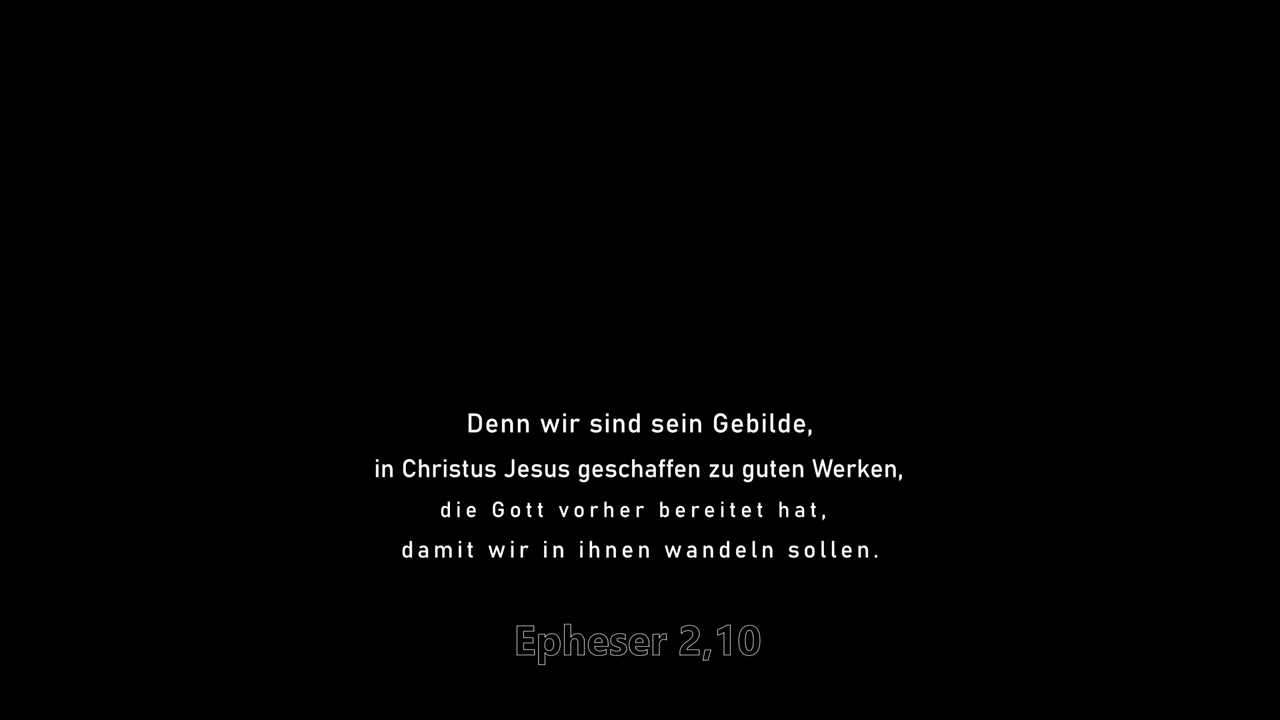 Denn wir sind sein Gebilde,
in Christus Jesus geschaffen zu guten Werken,
die Gott vorher bereitet hat,
damit wir in ihnen wandeln sollen.
Epheser 2,10